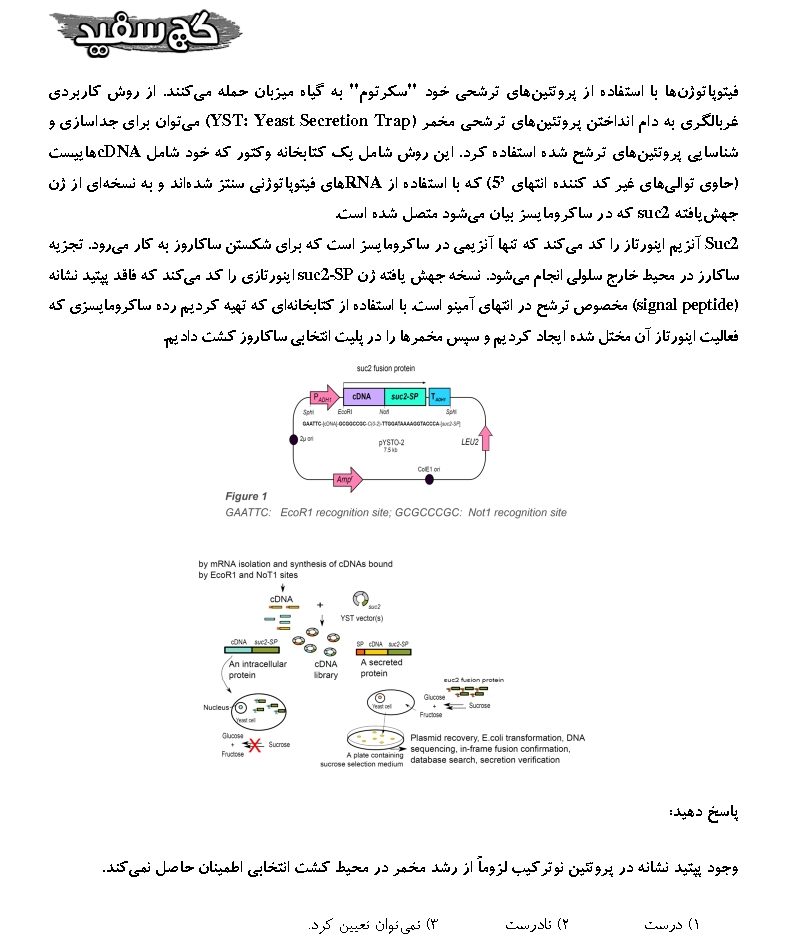 گچ سفید
فیتوپاتوژن‌ها با استفاده از پروتئین‌های ترشحی خود "سکرتوم" به گیاه میزبان حمله می‌کنند. از روش کاربردی
غربالگری به دام انداختن پروتئین‌های ترشحی مخمر (YST: Yeast Secretion Trap) می‌توان برای جداسازی و
شناسایی پروتئین‌های ترشح شده استفاده کرد. این روش شامل یک کتابخانه وکتور که خود شامل cDNAهاییست
(حاوی توالی‌های غیر کد کننده انتهای 5’) که با استفاده از RNAهای فیتوپاتوژنی سنتز شده‌اند و به نسخه‌ای از ژن
جهش‌یافته suc2 که در ساکرومایسز بیان می‌شود متصل شده است.
Suc2 آنزیم اینورتاز را کد می‌کند که تنها آنزیمی در ساکرومایسز است که برای شکستن ساکاروز به کار می‌رود. تجزیه
ساکارز در محیط خارج سلولی انجام می‌شود. نسخه جهش یافته ژن suc2-SP اینورتازی را کد می‌کند که فاقد پپتید نشانه
(signal peptide) مخصوص ترشح در انتهای آمینو است. با استفاده از کتابخانه‌ای که تهیه کردیم رده ساکرومایسزی که
فعالیت اینورتاز آن مختل شده ایجاد کردیم و سپس مخمرها را در پلیت انتخابی ساکاروز کشت دادیم.
suc2 fusion protein
PADH1 cDNA suc2-SP TADH1
SphI EcoRI NotI SphI
GAATTC-[cDNA]-GCGGCCGC-C(0-2)-TTGGATAAAAGGTACCCA-[suc2-SP]
2μ ori pYSTO-2 LEU2
7.5 kb
ColE1 ori
Ampr
Figure 1
GAATTC: EcoR1 recognition site; GCGCCCGC: Not1 recognition site
by mRNA isolation and synthesis of cDNAs bound
by EcoR1 and NoT1 sites
cDNA
+
suc2
YST vector(s)
cDNA suc2-SP
SP cDNA suc2-SP
An intracellular
protein
cDNA
library
A secreted
protein
suc2 fusion protein
Nucleus
Yeast cell
Yeast cell
Glucose
+
Fructose
Sucrose
Glucose
+
Fructose
Sucrose
A plate containing
sucrose selection medium
Plasmid recovery, E.coli transformation, DNA
sequencing, in-frame fusion confirmation,
database search, secretion verification
پاسخ دهید:
وجود پپتید نشانه در پروتئین نوترکیب لزوماً از رشد مخمر در محیط کشت انتخابی اطمینان حاصل نمی‌کند.
۱) درست ۲) نادرست ۳) نمی‌توان تعیین کرد.